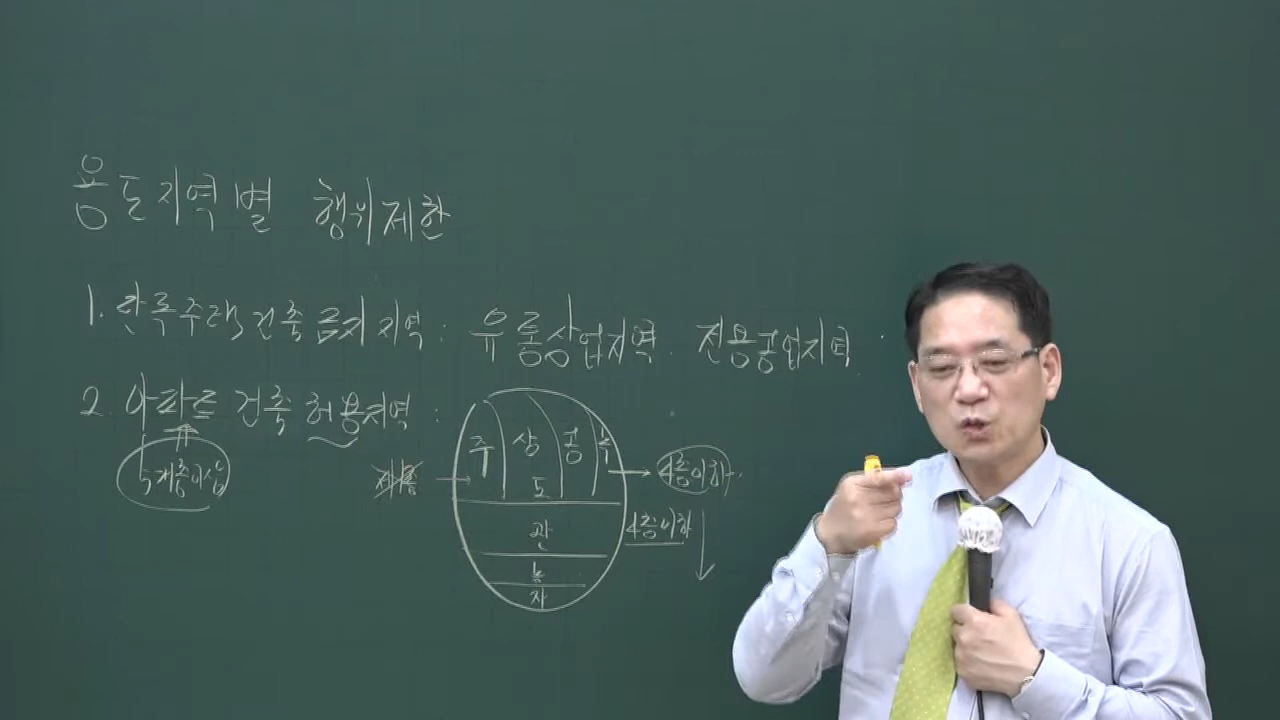 용도지역별 행위제한
1. 단독주택 건축 금지 지역 : 유통상업지역. 전용공업지역.
2. 아파트 건축 허용지역 :
5개층이상
주 상 공 녹
도
관
농
자
4층이하
4층이하